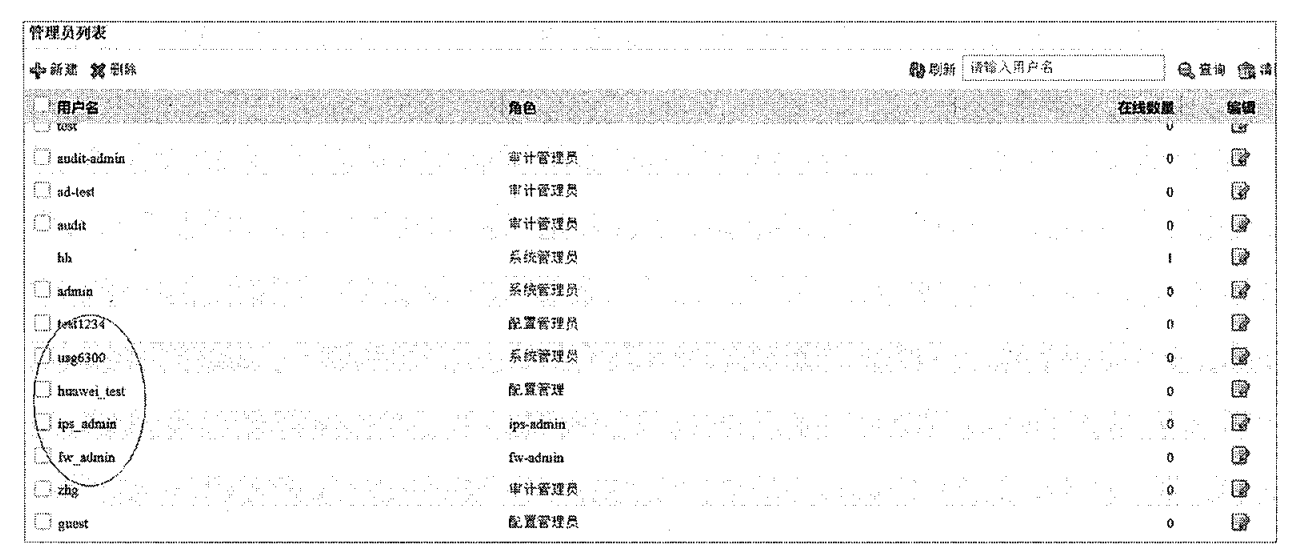 管理员列表
新建 删除 刷新 请输入用户名 查询 清
用户名 角色 在线数量 编辑
test 0
audit-admin 审计管理员 0
ad-test 审计管理员 0
audit 审计管理员 0
hh 系统管理员 1
admin 系统管理员 0
test1234 配置管理员 0
usg6300 系统管理员 0
huawei_test 配置管理 0
ips_admin ips-admin 0
fw_admin fw-admin 0
zhg 审计管理员 0
guest 配置管理员 0